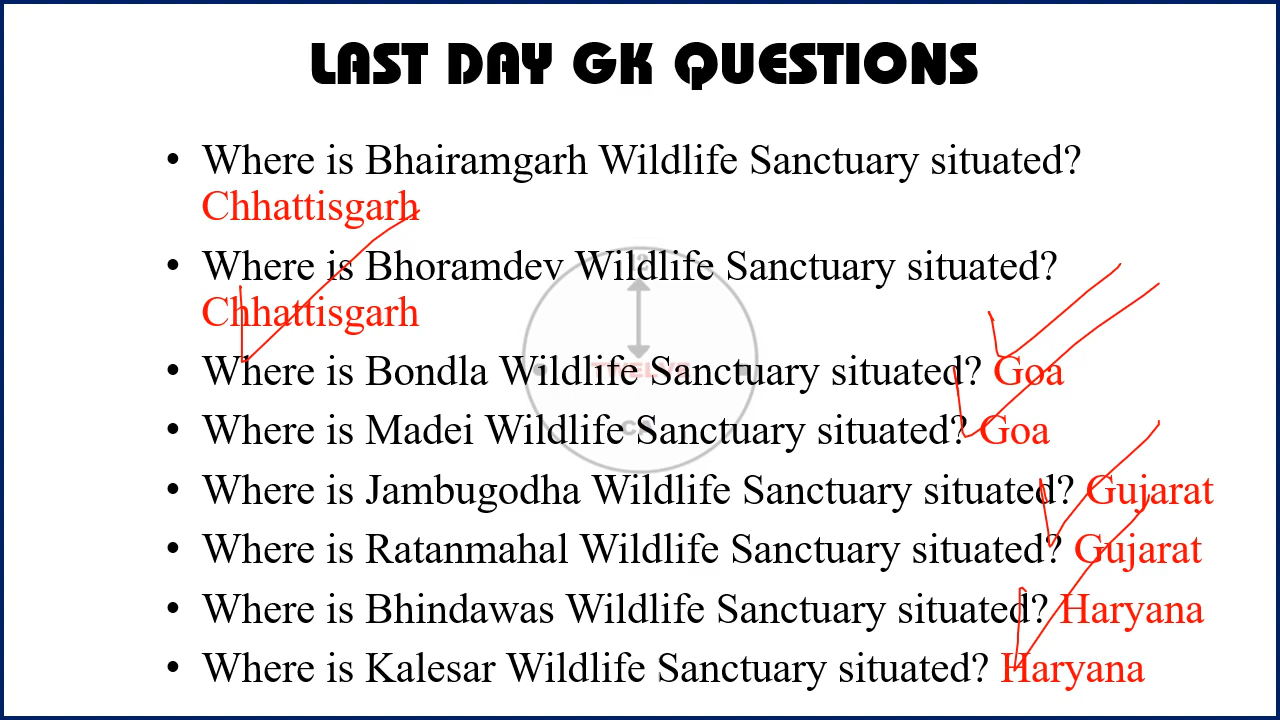 LAST DAY GK QUESTIONS
• Where is Bhairamgarh Wildlife Sanctuary situated?
Chhattisgarh
• Where is Bhoramdev Wildlife Sanctuary situated?
Chhattisgarh
• Where is Bondla Wildlife Sanctuary situated? Goa
• Where is Madei Wildlife Sanctuary situated? Goa
• Where is Jambugodha Wildlife Sanctuary situated? Gujarat
• Where is Ratanmahal Wildlife Sanctuary situated? Gujarat
• Where is Bhindawas Wildlife Sanctuary situated? Haryana
• Where is Kalesar Wildlife Sanctuary situated? Haryana